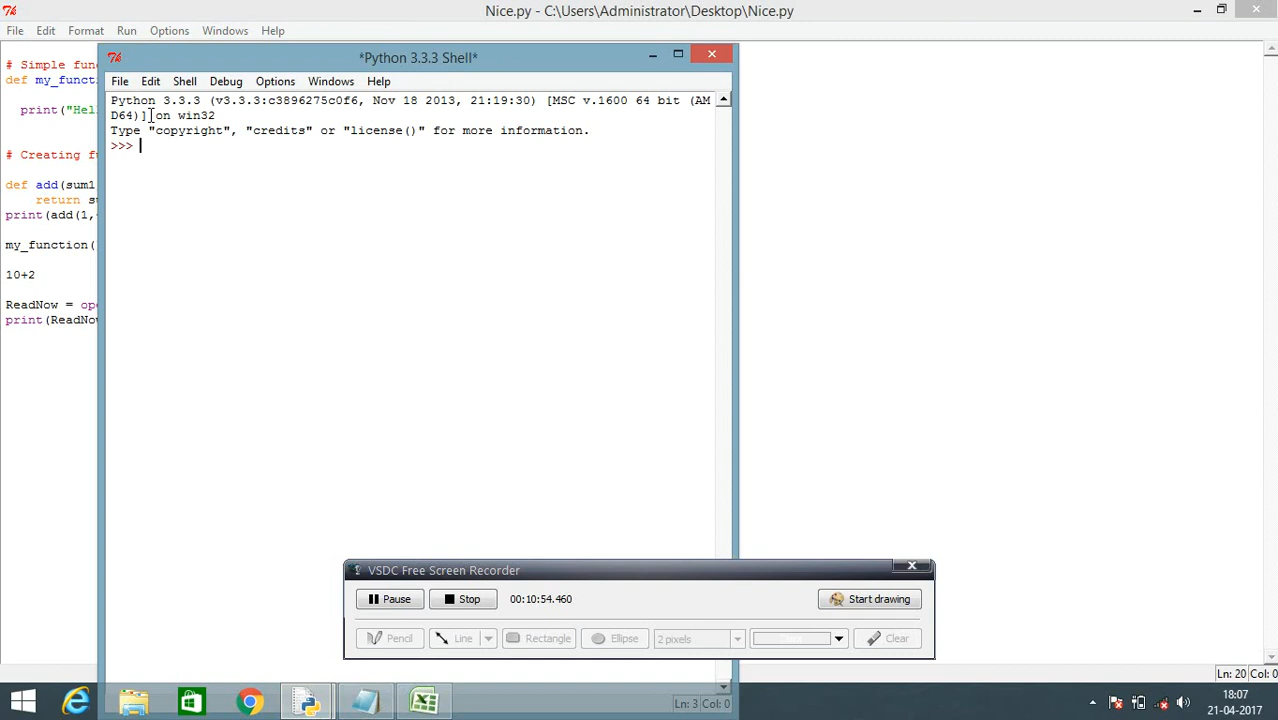 Nice.py - C:\Users\Administrator\Desktop\Nice.py
File Edit Format Run Options Windows Help
# Simple fun
def my_functi
print("Hell
# Creating fu
def add(sum1
return s
print(add(1,
my_function(
10+2
ReadNow = ope
print(ReadNow
*Python 3.3.3 Shell*
File Edit Shell Debug Options Windows Help
Python 3.3.3 (v3.3.3:c3896275c0f6, Nov 18 2013, 21:19:30) [MSC v.1600 64 bit (AM
D64)] on win32
Type "copyright", "credits" or "license()" for more information.
>>>
VSDC Free Screen Recorder
Pause Stop 00:10:54.460 Start drawing
Pencil Line Rectangle Ellipse 2 pixels Clear
Ln: 3 Col: 0
Ln: 20 Col: 0
18:07
21-04-2017